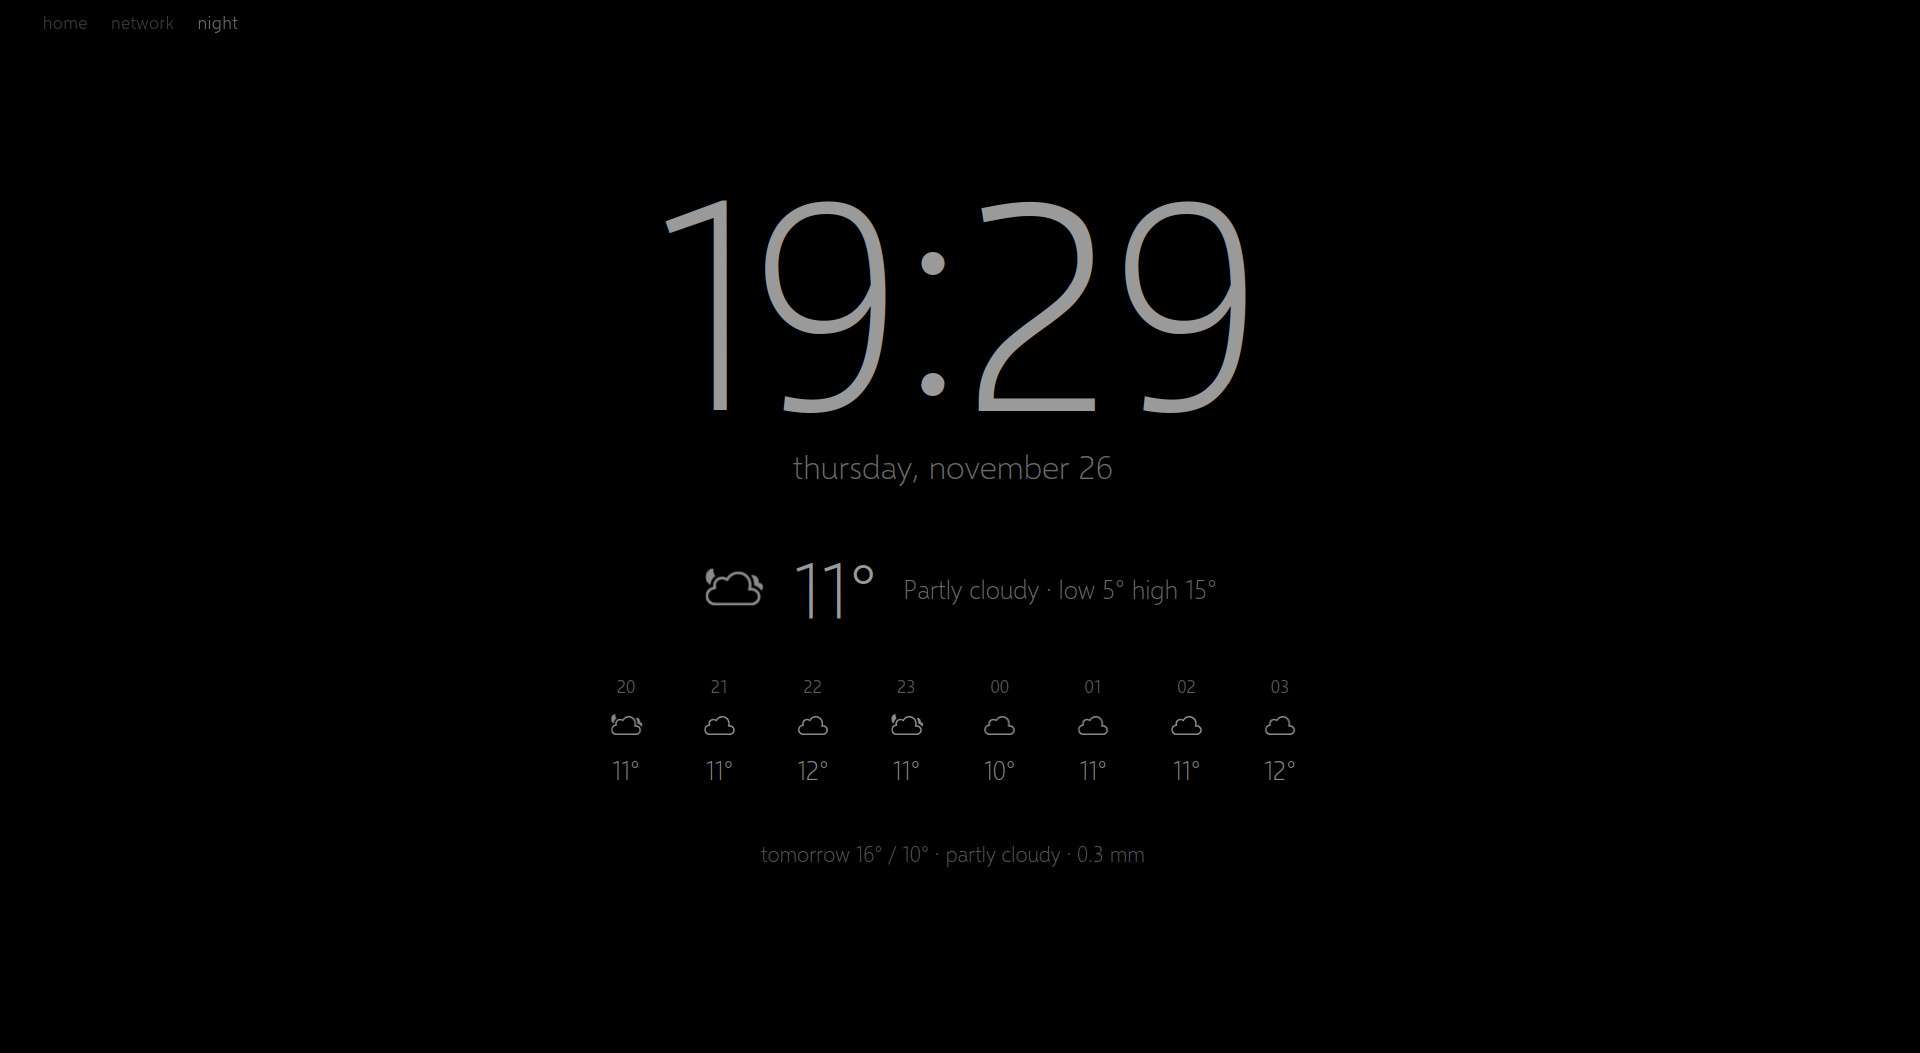 home network night
19:29
thursday, november 26
11° Partly cloudy · low 5° high 15°
20 21 22 23 00 01 02 03
11° 11° 12° 11° 10° 11° 11° 12°
tomorrow 16° / 10° · partly cloudy · 0.3 mm